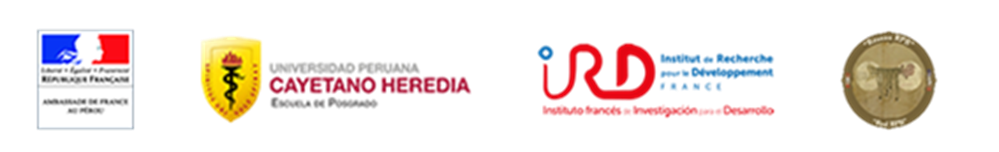 Liberté • Égalité • Fraternité
RÉPUBLIQUE FRANÇAISE
AMBASSADE DE FRANCE
AU PÉROU
UNIVERSIDAD PERUANA
CAYETANO HEREDIA
ESCUELA DE POSGRADO
IRD
Institut de Recherche
pour le Développement
FRANCE
Instituto francés de Investigación para el Desarrollo